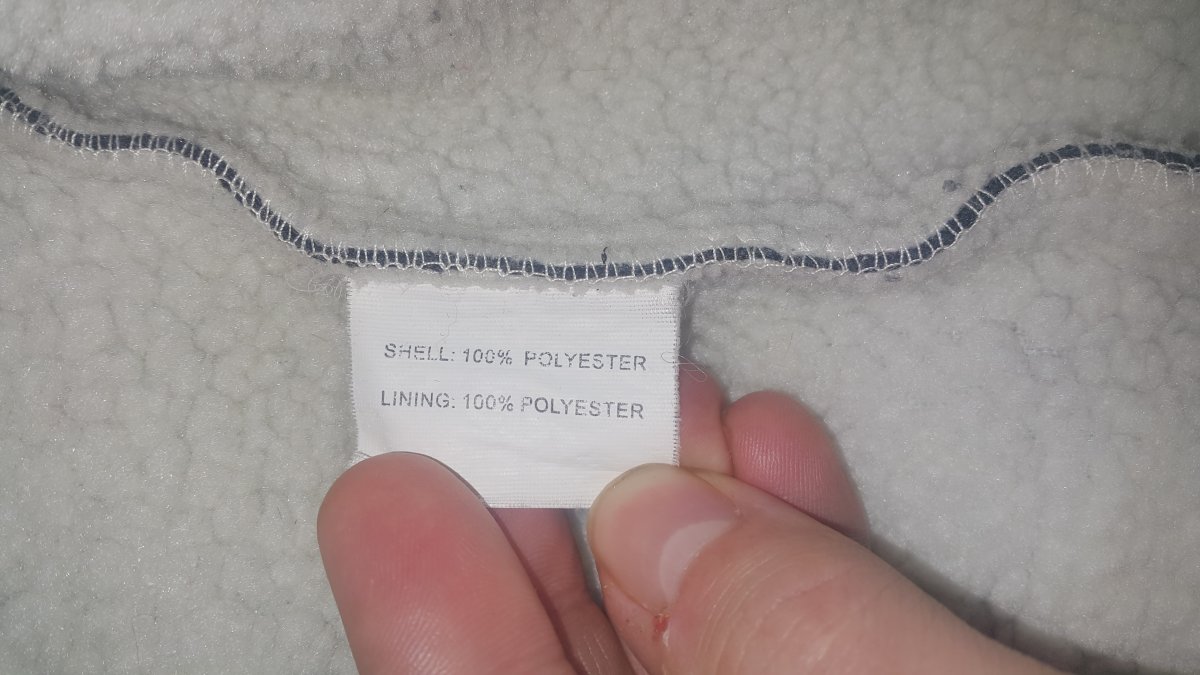 SHELL: 100% POLYESTER
LINING: 100% POLYESTER